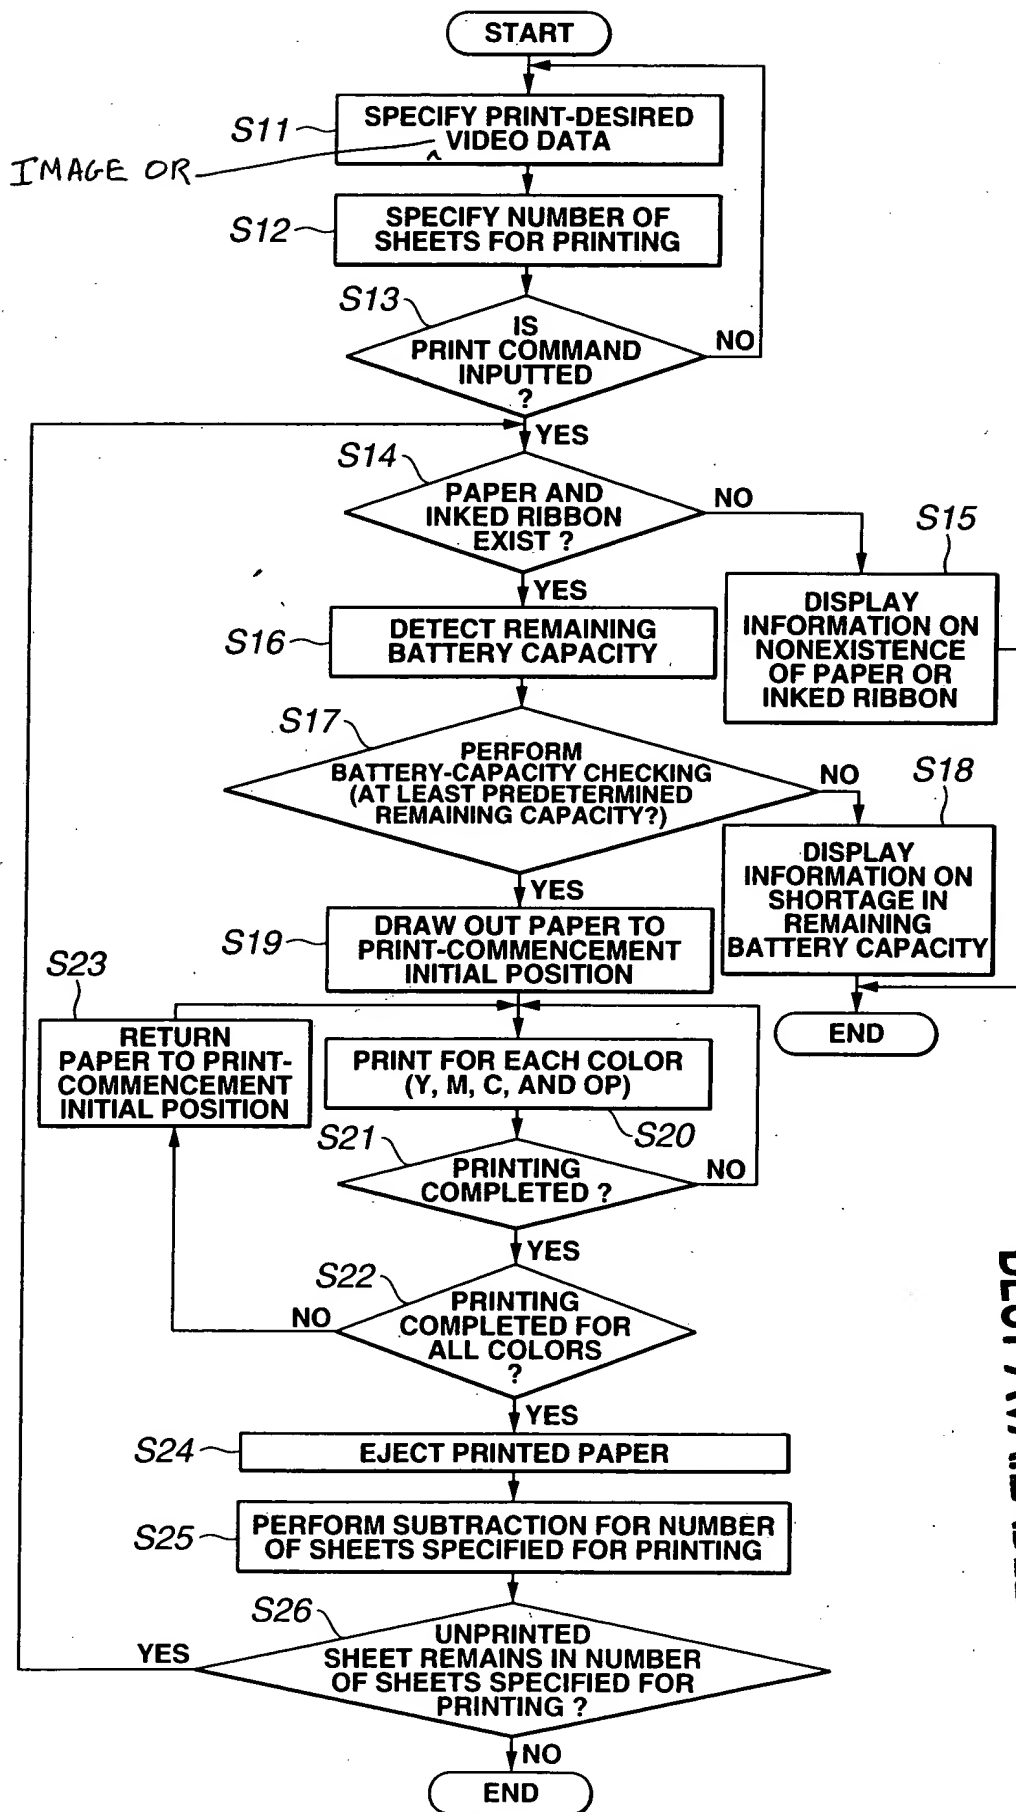 START
S11
SPECIFY PRINT-DESIRED
VIDEO DATA
IMAGE OR
^
S12
SPECIFY NUMBER OF
SHEETS FOR PRINTING
S13
IS
PRINT COMMAND
INPUTTED
?
NO
YES
S14
PAPER AND
INKED RIBBON
EXIST ?
NO
YES
S15
DISPLAY
INFORMATION ON
NONEXISTENCE
OF PAPER OR
INKED RIBBON
S16
DETECT REMAINING
BATTERY CAPACITY
S17
PERFORM
BATTERY-CAPACITY CHECKING
(AT LEAST PREDETERMINED
REMAINING CAPACITY?)
NO
YES
S18
DISPLAY
INFORMATION ON
SHORTAGE IN
REMAINING
BATTERY CAPACITY
END
S19
DRAW OUT PAPER TO
PRINT-COMMENCEMENT
INITIAL POSITION
S23
RETURN
PAPER TO PRINT-
COMMENCEMENT
INITIAL POSITION
PRINT FOR EACH COLOR
(Y, M, C, AND OP)
S20
S21
PRINTING
COMPLETED ?
NO
YES
S22
PRINTING
COMPLETED FOR
ALL COLORS
?
NO
YES
S24
EJECT PRINTED PAPER
S25
PERFORM SUBTRACTION FOR NUMBER
OF SHEETS SPECIFIED FOR PRINTING
S26
UNPRINTED
SHEET REMAINS IN NUMBER
OF SHEETS SPECIFIED FOR
PRINTING ?
YES
NO
END